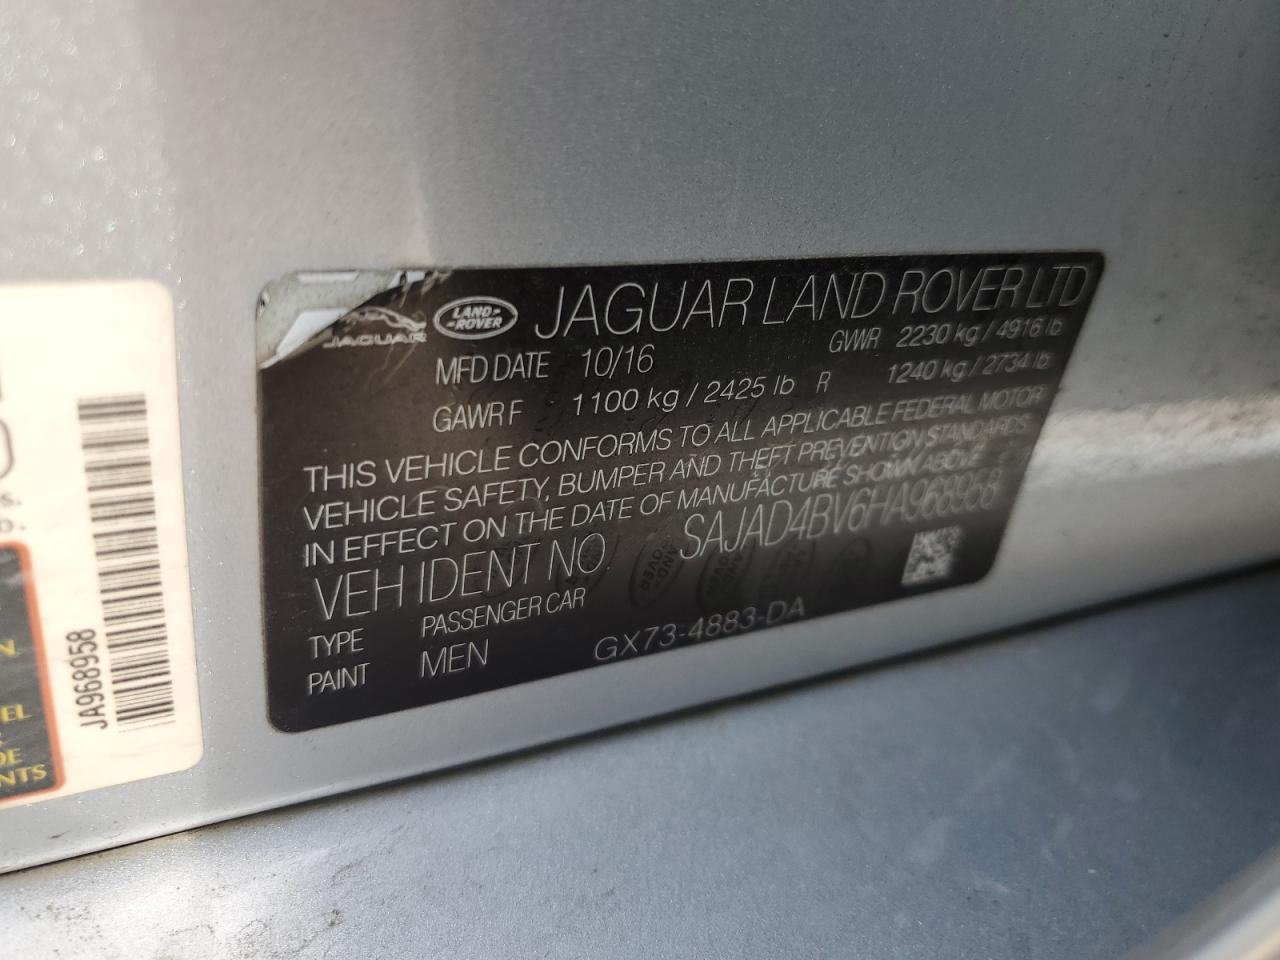 JAGUAR
LAND-
-ROVER
JAGUAR LAND ROVER LTD
MFD DATE 10/16 GVWR 2230 kg / 4916 lb
GAWR F 1100 kg / 2425 lb R 1240 kg / 2734 lb
THIS VEHICLE CONFORMS TO ALL APPLICABLE FEDERAL MOTOR
VEHICLE SAFETY, BUMPER AND THEFT PREVENTION STANDARDS
IN EFFECT ON THE DATE OF MANUFACTURE SHOWN ABOVE
VEH IDENT NO. SAJAD4BV6HA968958
TYPE PASSENGER CAR
PAINT MEN GX73-4883-DA
JA968958